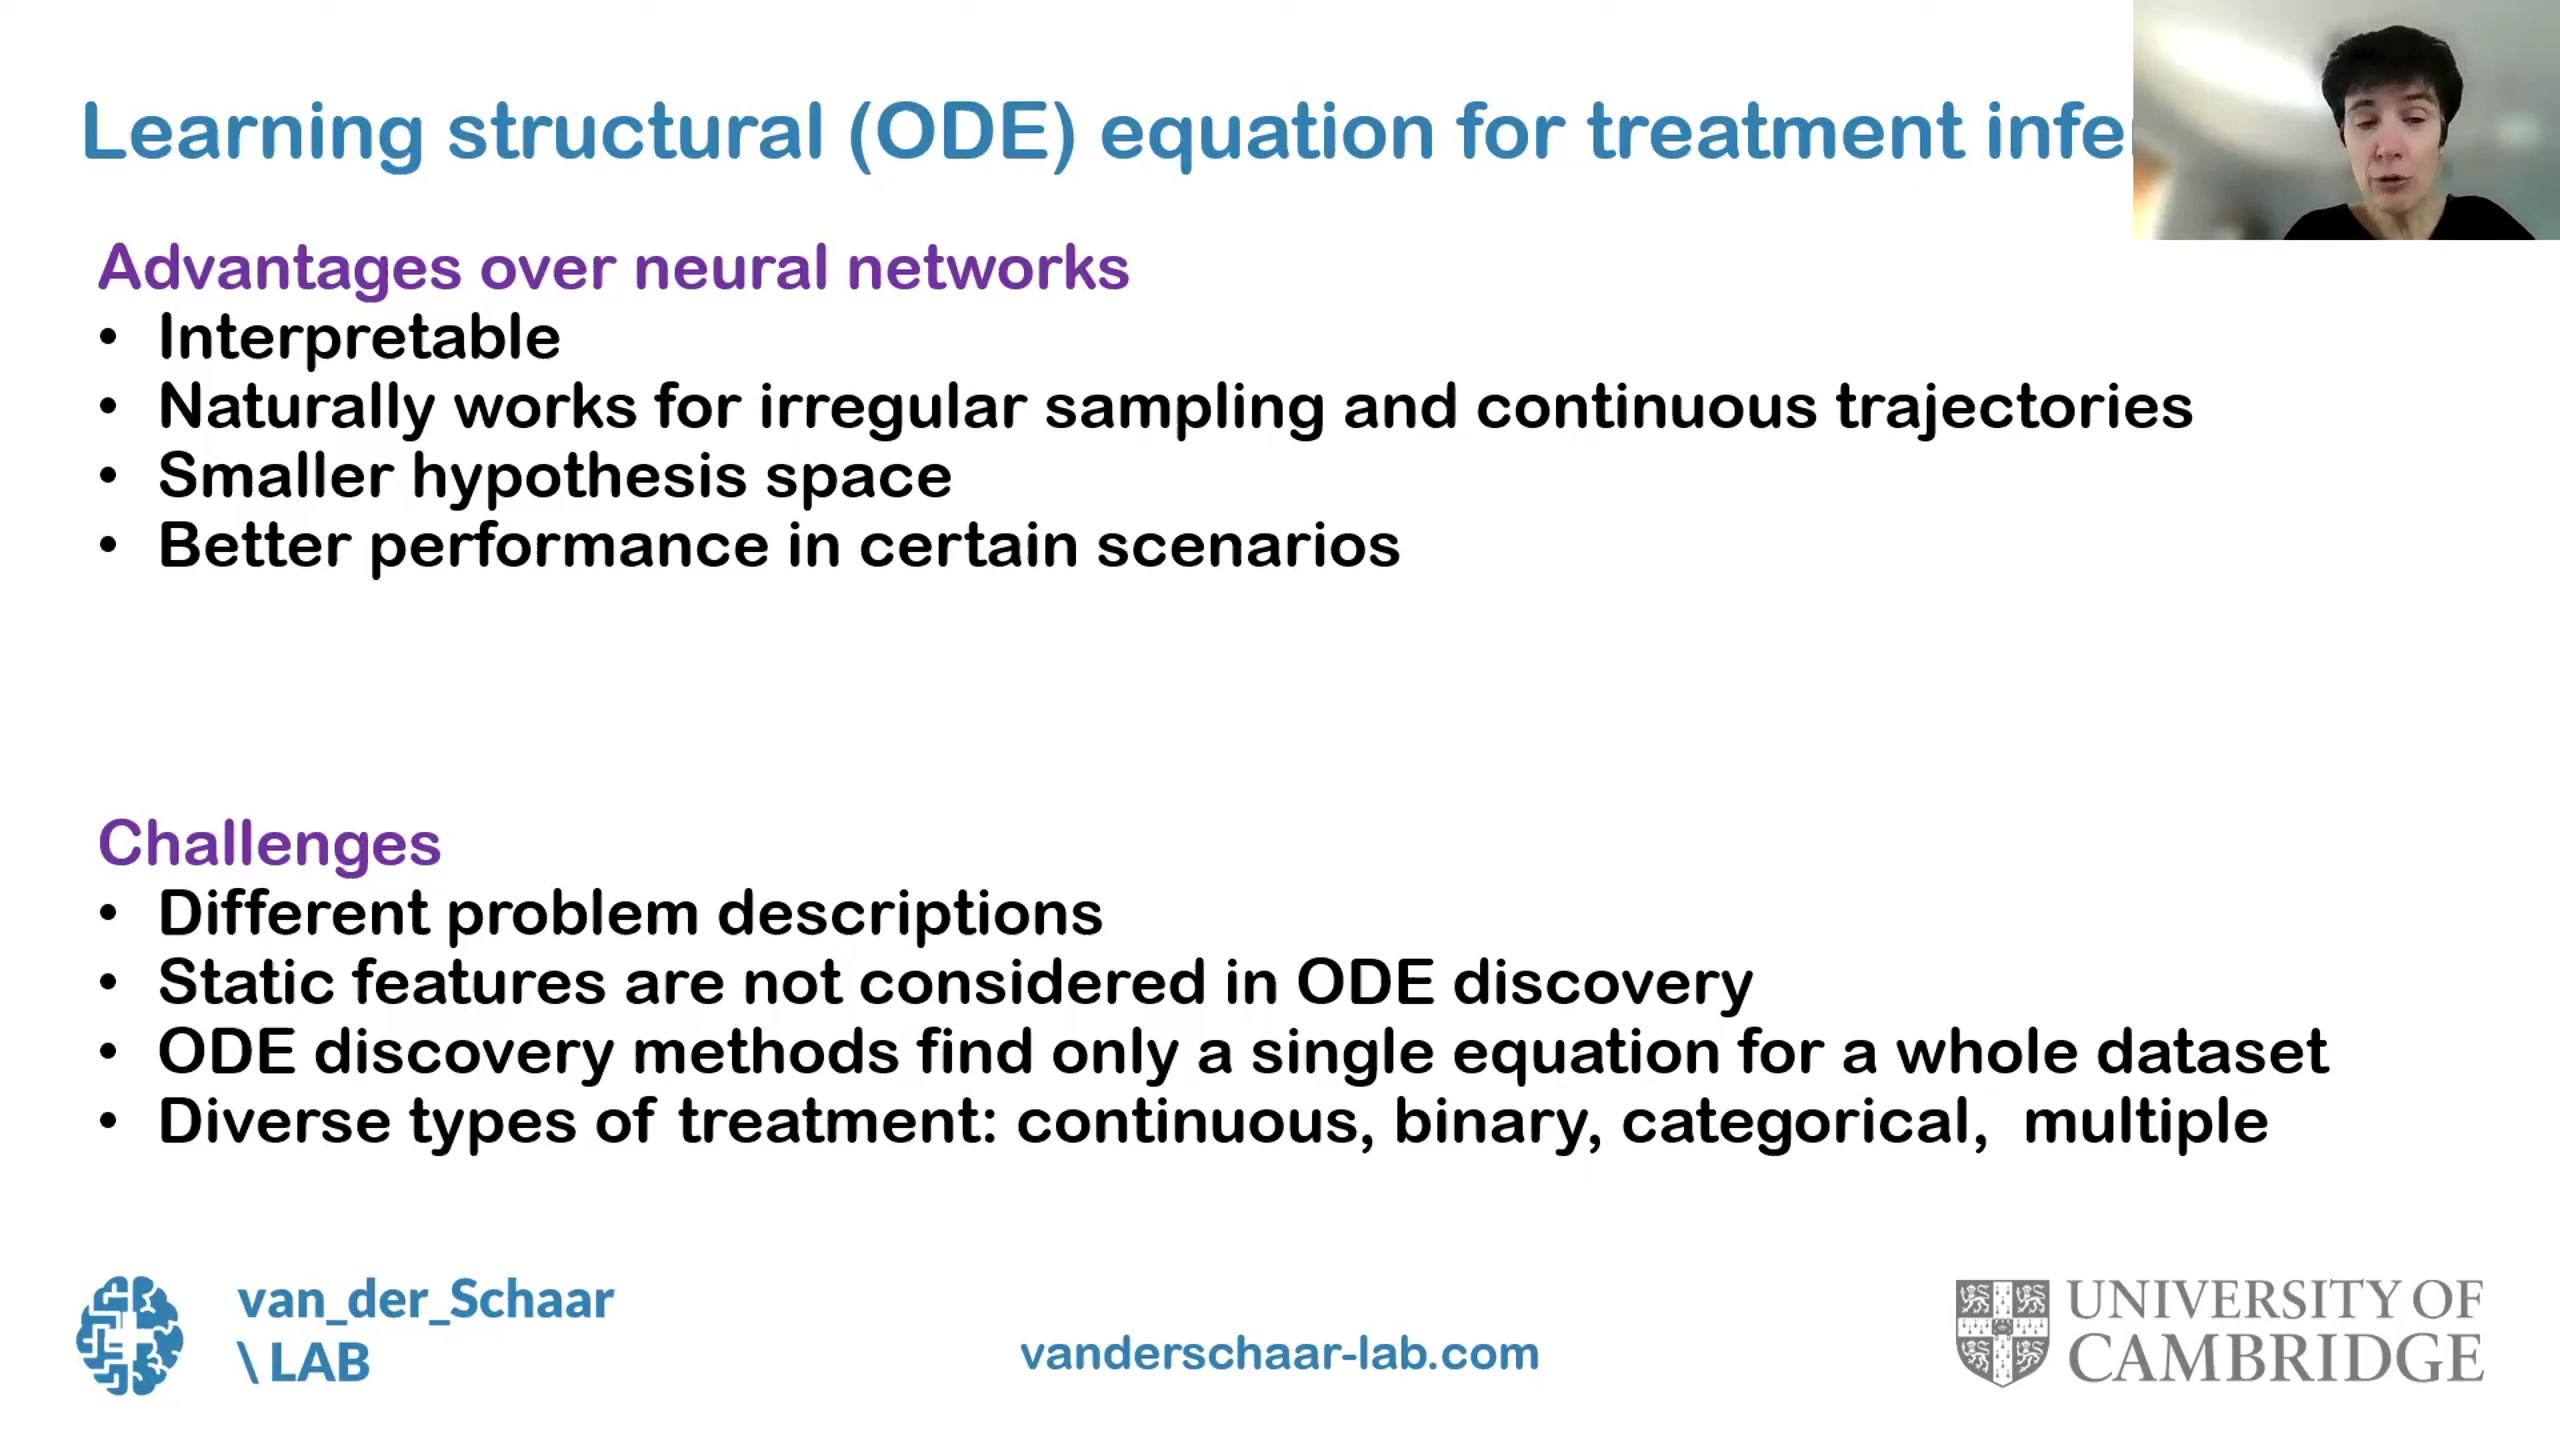 Learning structural (ODE) equation for treatment infe
Advantages over neural networks
• Interpretable
• Naturally works for irregular sampling and continuous trajectories
• Smaller hypothesis space
• Better performance in certain scenarios
Challenges
• Different problem descriptions
• Static features are not considered in ODE discovery
• ODE discovery methods find only a single equation for a whole dataset
• Diverse types of treatment: continuous, binary, categorical,  multiple
van_der_Schaar
\ LAB
vanderschaar-lab.com
UNIVERSITY OF
CAMBRIDGE